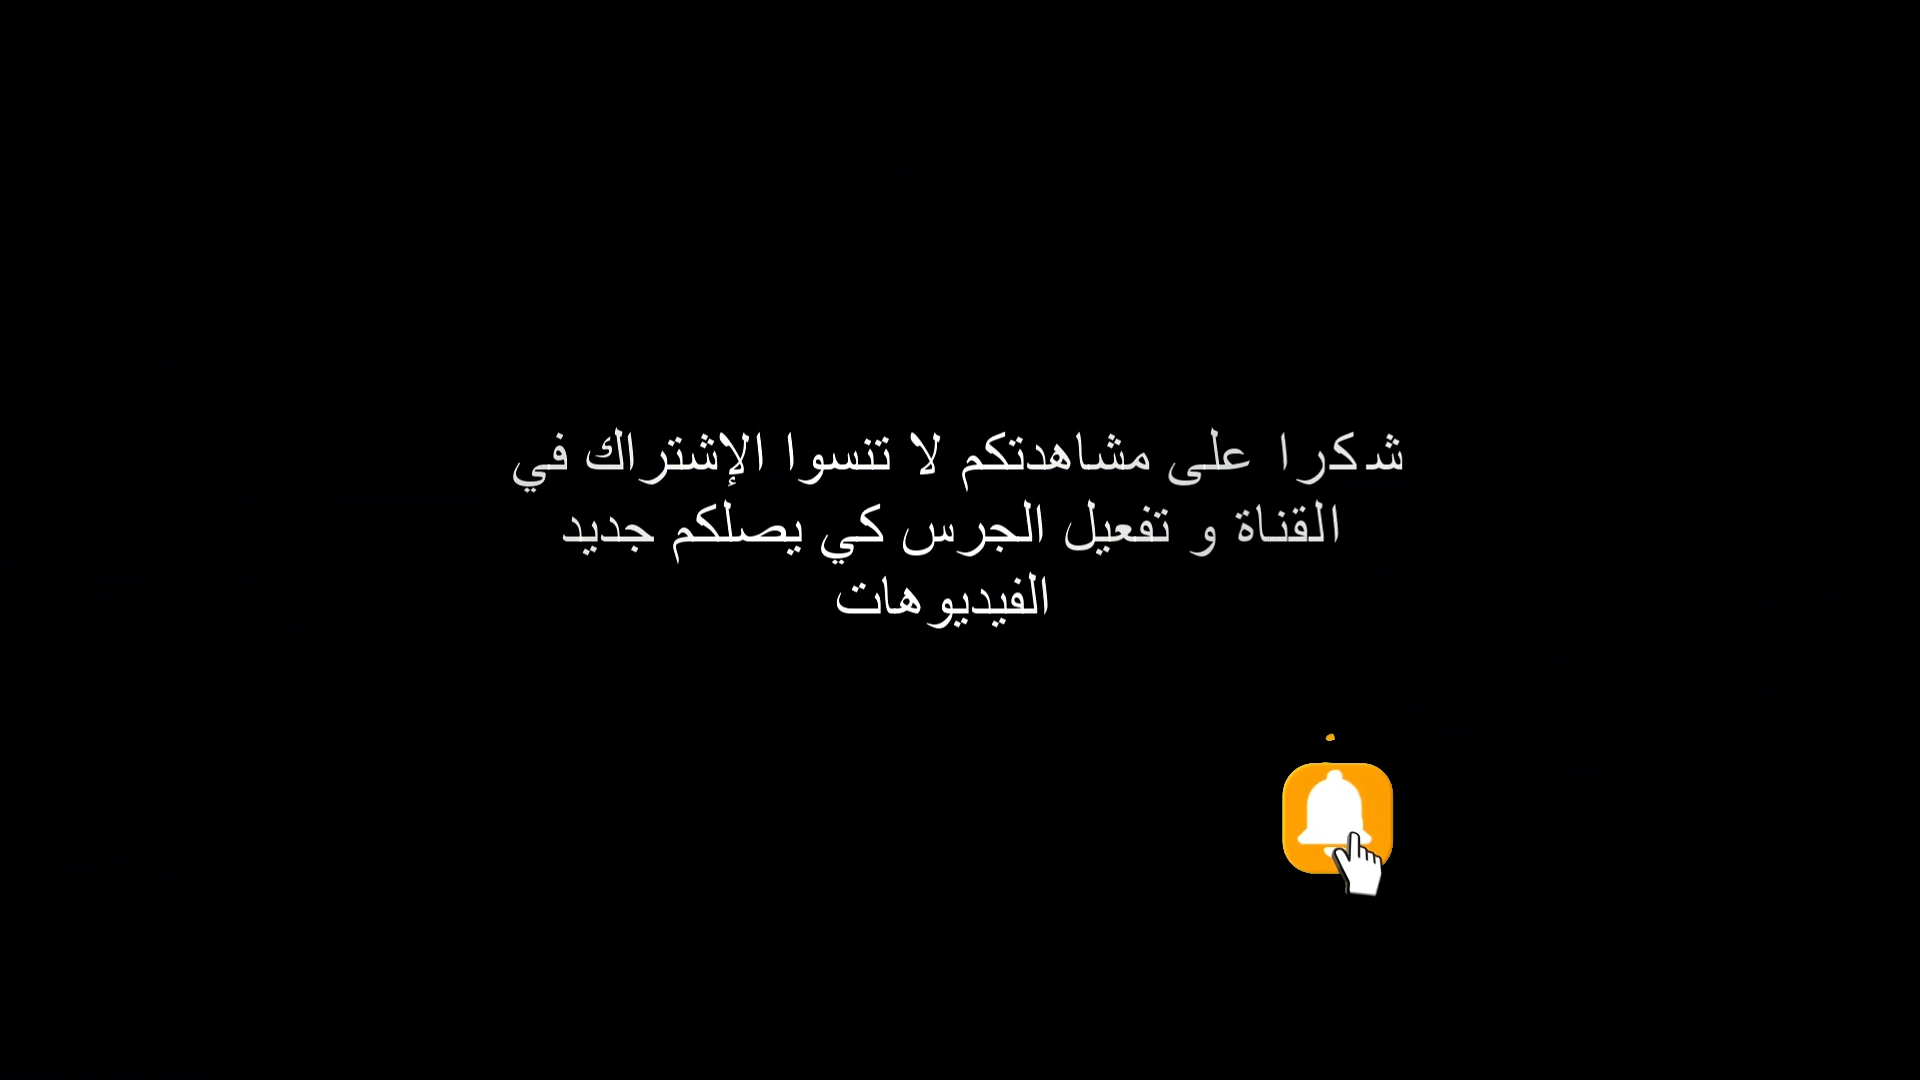 شكرا على مشاهدتكم لا تنسوا الإشتراك في
القناة و تفعيل الجرس كي يصلكم جديد
الفيديوهات